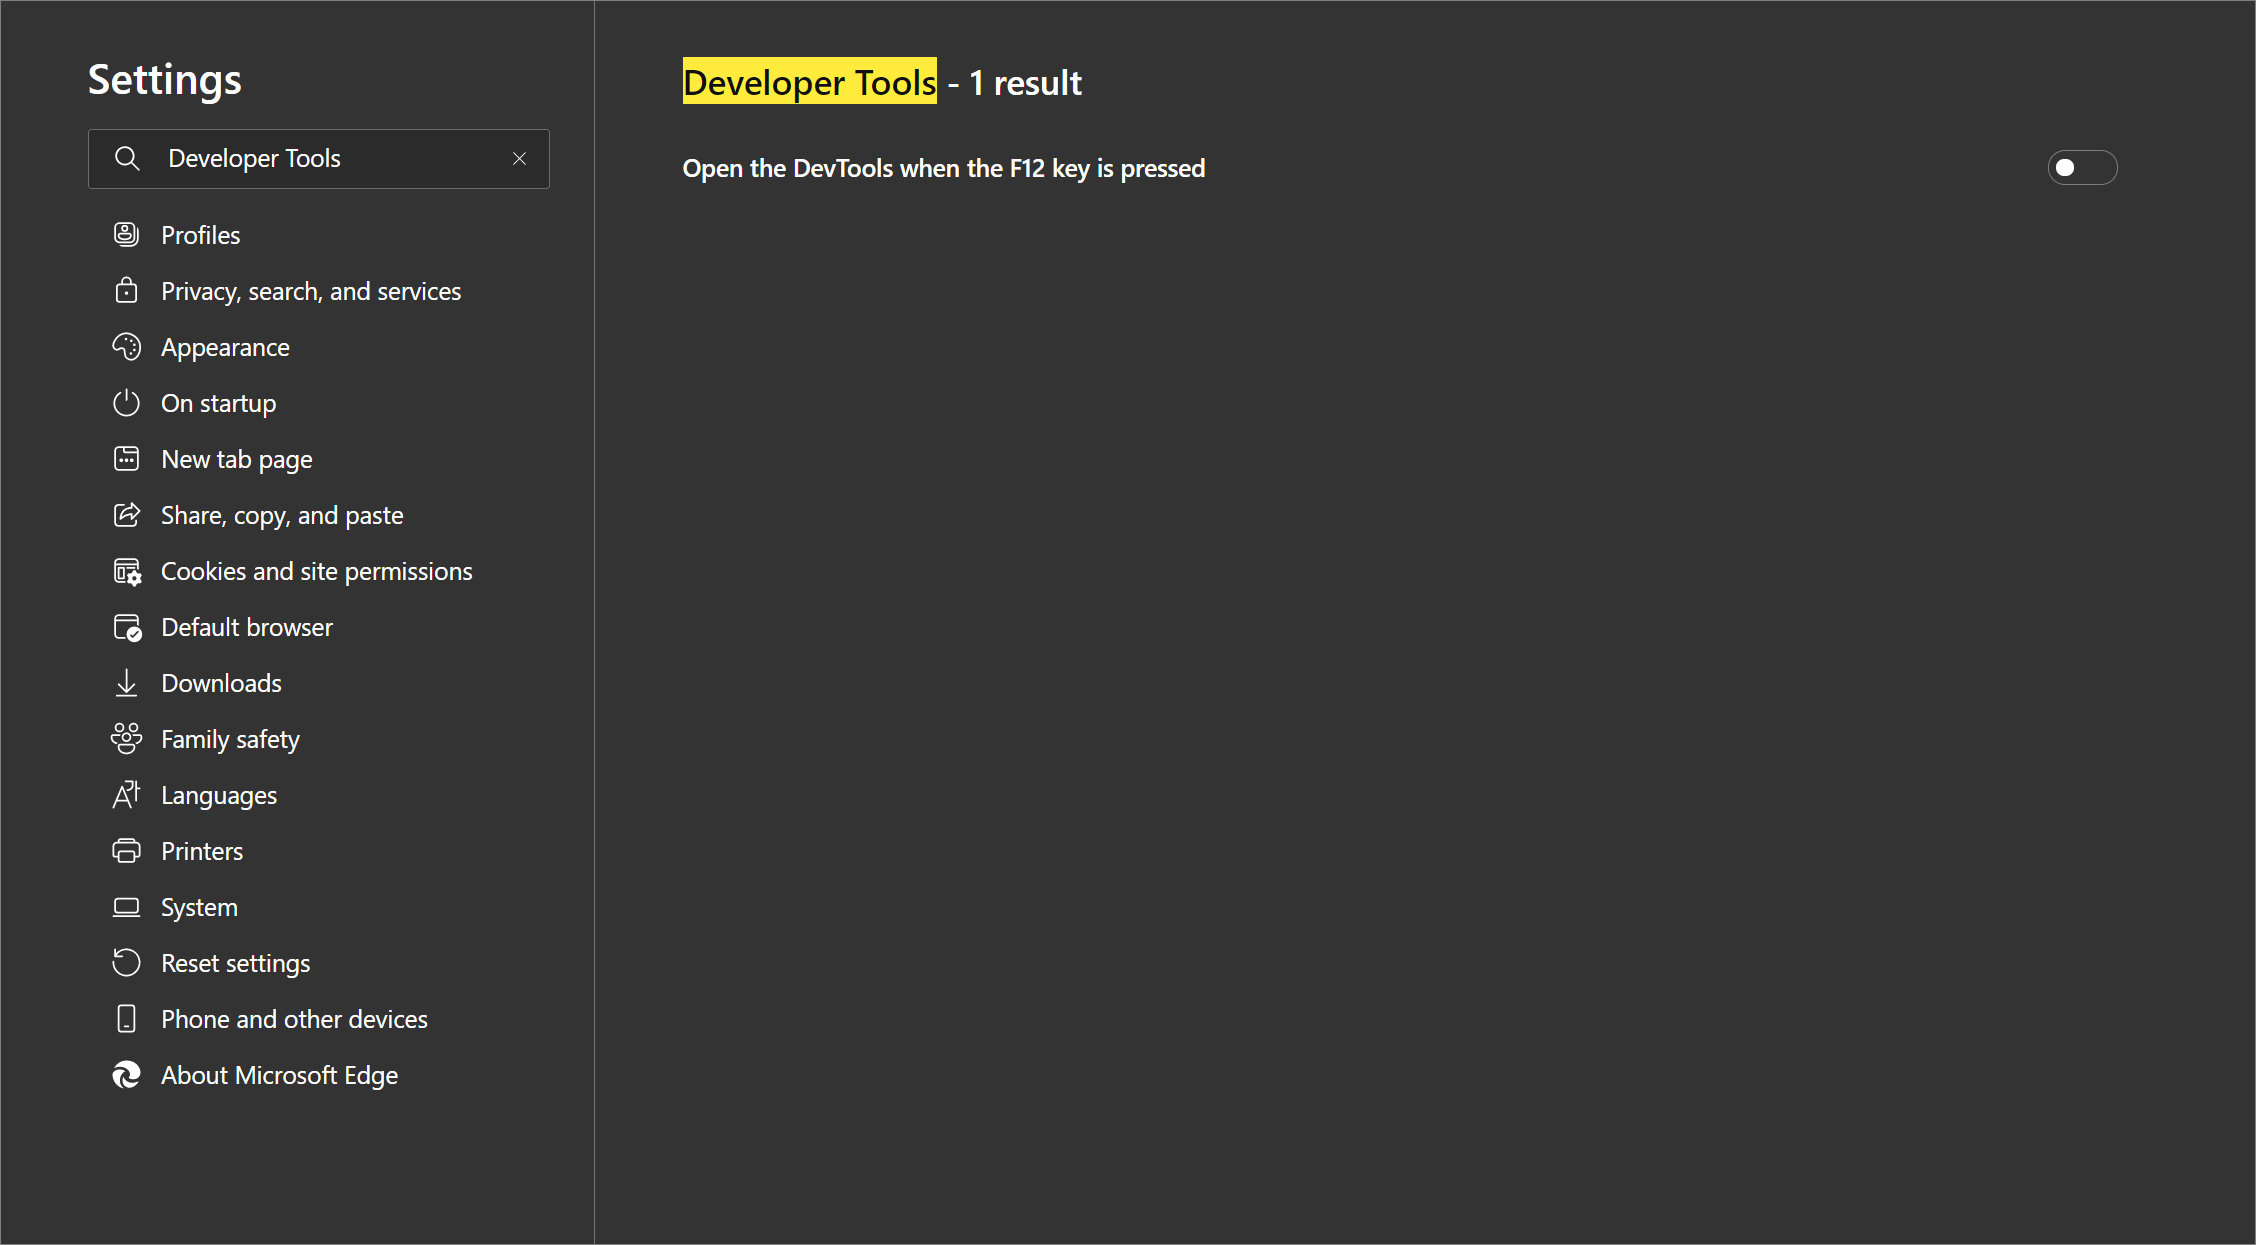 Settings
Developer Tools
Profiles
Privacy, search, and services
Appearance
On startup
New tab page
Share, copy, and paste
Cookies and site permissions
Default browser
Downloads
Family safety
Languages
Printers
System
Reset settings
Phone and other devices
About Microsoft Edge
Developer Tools - 1 result
Open the DevTools when the F12 key is pressed